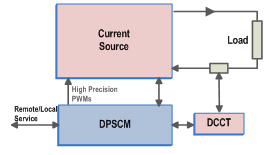 Current
Source
Load
High Precision
PWMs
Remote/Local
Service
DPSCM
DCCT